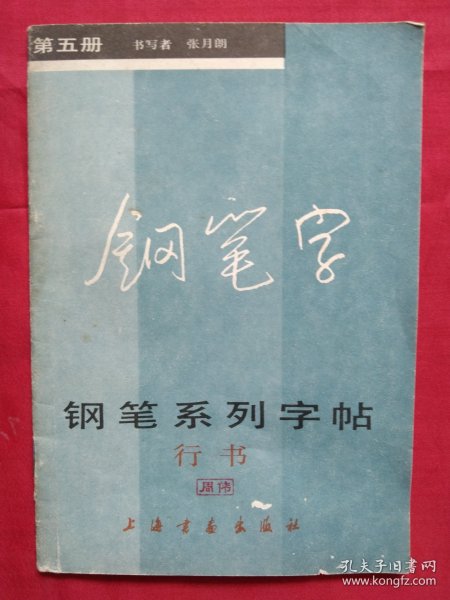 第五册 书写者 张月朗
钢笔字
钢笔系列字帖
行书
周伟
上海书画出版社
孔夫子旧书网
www.kongfz.com